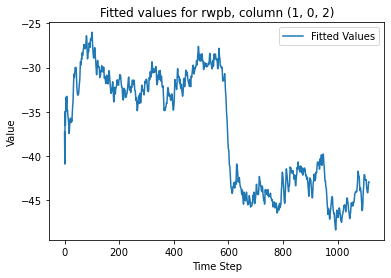 Fitted values for rwpb, column (1, 0, 2)
Fitted Values
Value
−25
−30
−35
−40
−45
0 200 400 600 800 1000
Time Step